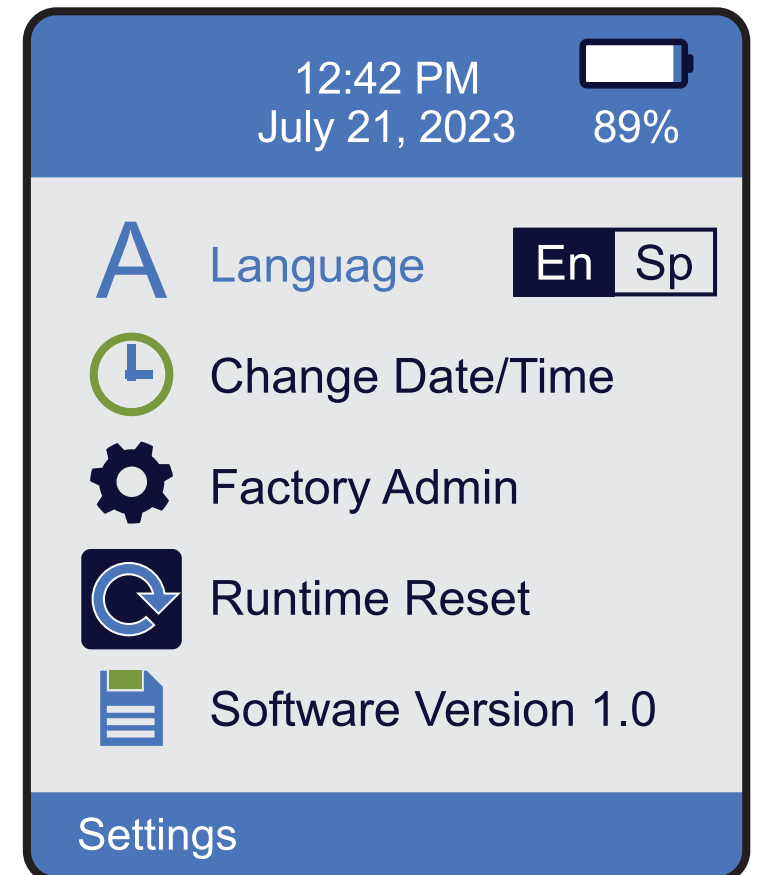 12:42 PM
July 21, 2023 89%
A Language En Sp
Change Date/Time
Factory Admin
Runtime Reset
Software Version 1.0
Settings